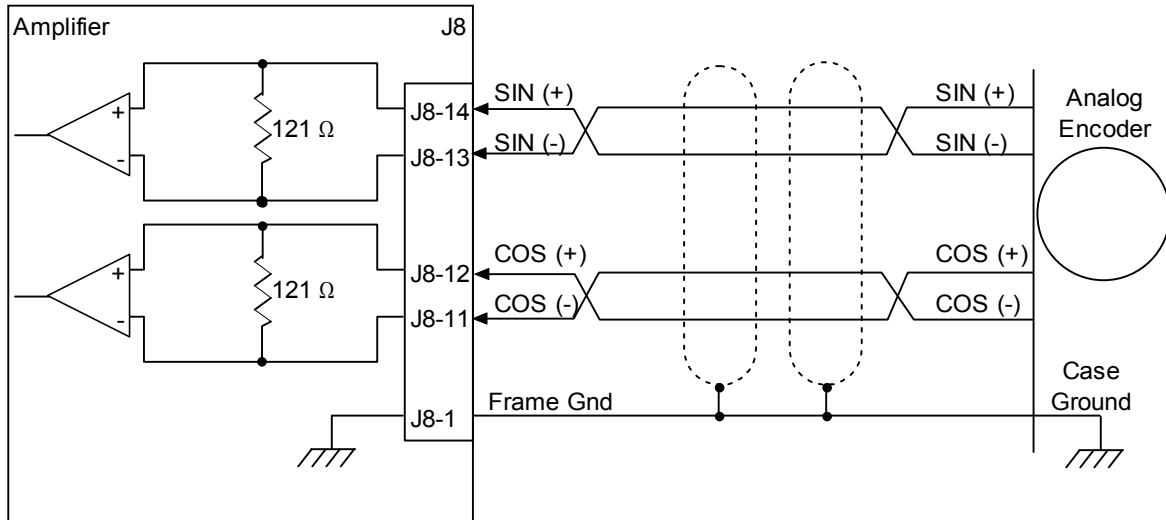 Amplifier
J8
+
-
121 Ω
J8-14
J8-13
SIN (+)
SIN (-)
SIN (+)
SIN (-)
Analog
Encoder
+
-
121 Ω
J8-12
J8-11
COS (+)
COS (-)
COS (+)
COS (-)
J8-1
Frame Gnd
Case
Ground